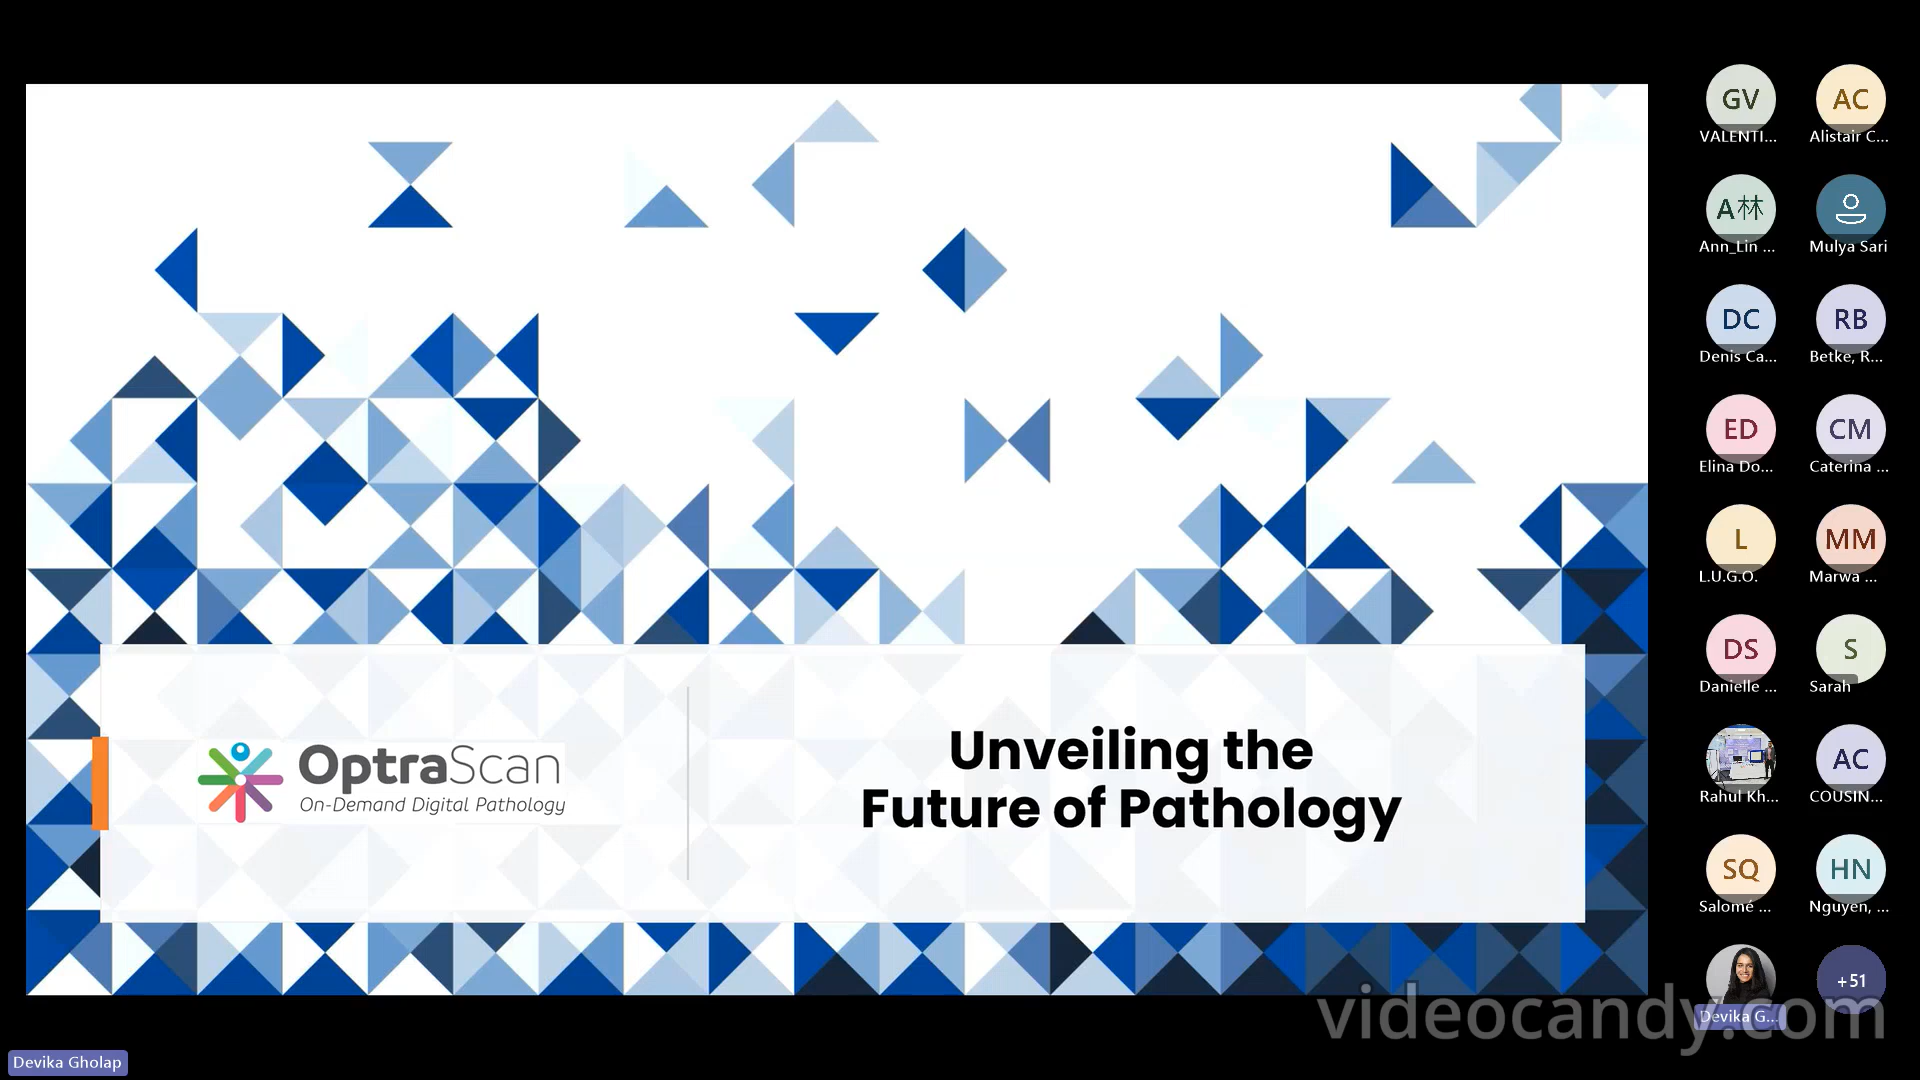 OptraScan
On-Demand Digital Pathology
Unveiling the
Future of Pathology
GV
VALENTI...
AC
Alistair C...
A林
Ann_Lin ...
Mulya Sari
DC
Denis Ca...
RB
Betke, R...
ED
Elina Do...
CM
Caterina ...
L
L.U.G.O.
MM
Marwa ...
DS
Danielle ...
S
Sarah
Rahul Kh...
AC
COUSIN...
SQ
Salomé ...
HN
Nguyen, ...
Devika G...
+51
videocandy.com
Devika Gholap